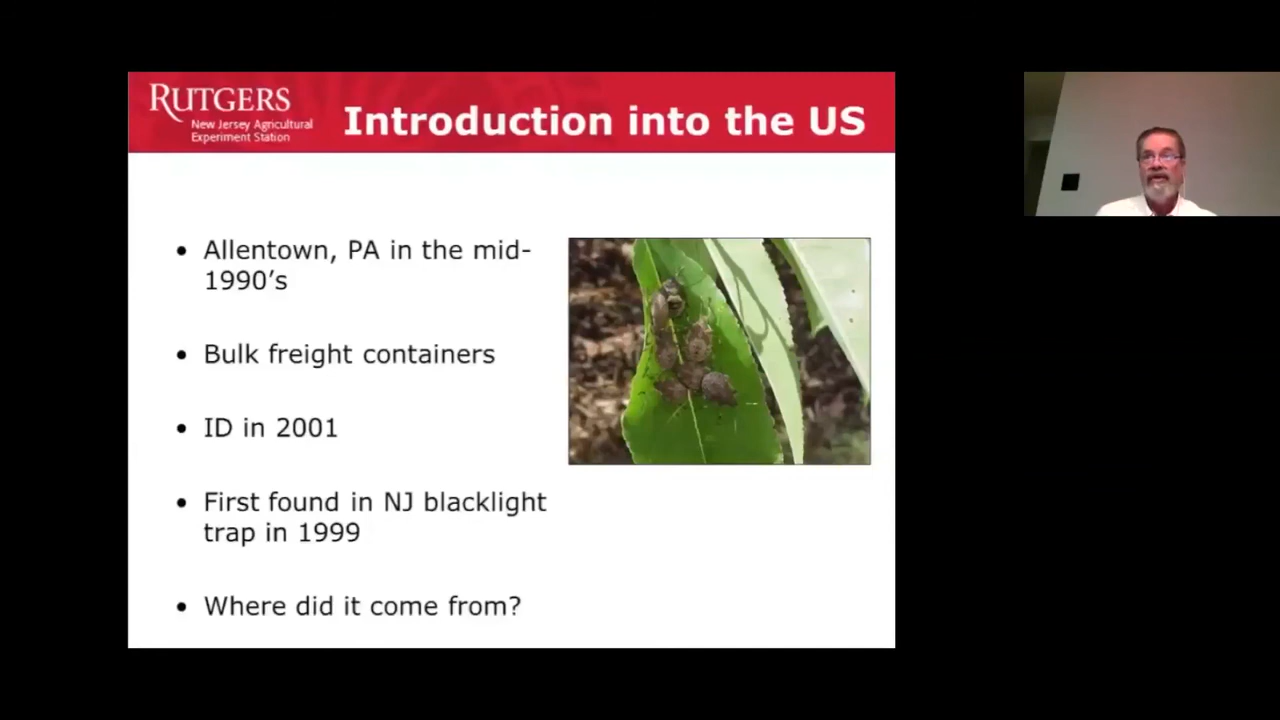 RUTGERS
New Jersey Agricultural
Experiment Station
Introduction into the US
• Allentown, PA in the mid-
1990’s
• Bulk freight containers
• ID in 2001
• First found in NJ blacklight
trap in 1999
• Where did it come from?